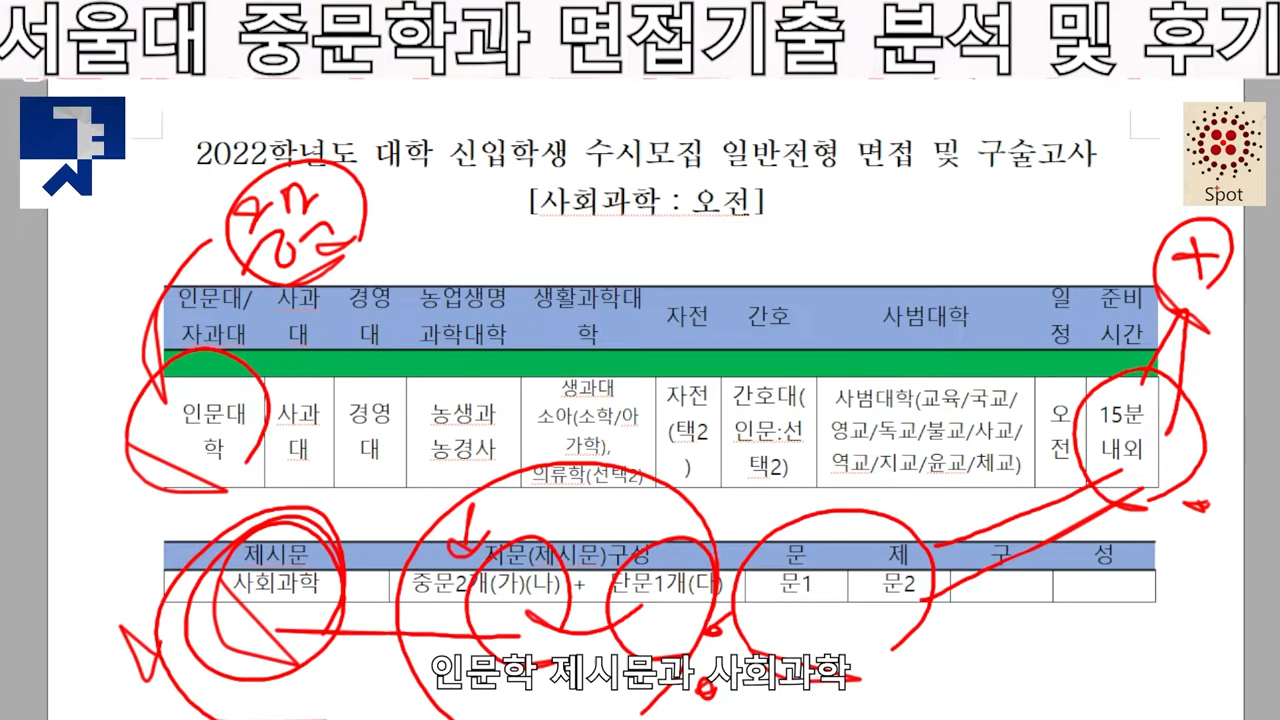 서울대 중문학과 면접기출 분석 및 후기
2022학년도 대학 신입학생 수시모집 일반전형 면접 및 구술고사
[사회과학 : 오전]
Spot
중문
+
인문대/자과대 사과대 경영대 농업생명과학대학 생활과학대학 자전 간호 사범대학 일정 준비시간
인문대학 사과대 경영대 농생과농경사 생과대 소아(소학/아가학), 의류학(선택2) 자전(택2) 간호대(인문:선택2) 사범대학(교육/국교/영교/독교/불교/사교/역교/지교/윤교/체교) 오전 15분 내외
제시문 지문(제시문)구성 문 제 구 성
사회과학 중문2개(가)(나) + 단문1개(다) 문1 문2
인문학 제시문과 사회과학